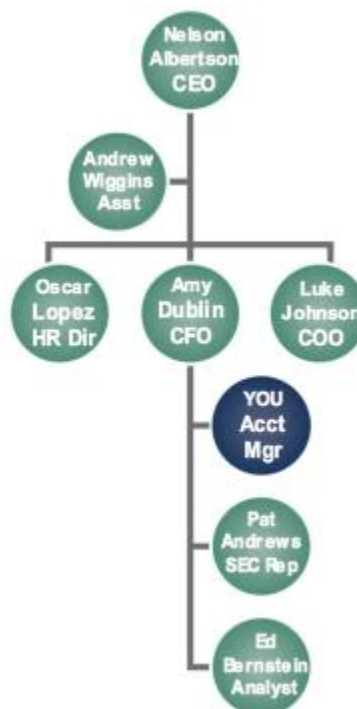 Nelson
Albertson
CEO
Andrew
Wiggins
Asst
Oscar
Lopez
HR Dir
Amy
Dublin
CFO
Luke
Johnson
COO
YOU
Acct
Mgr
Pat
Andrews
SEC Rep
Ed
Bernstein
Analyst